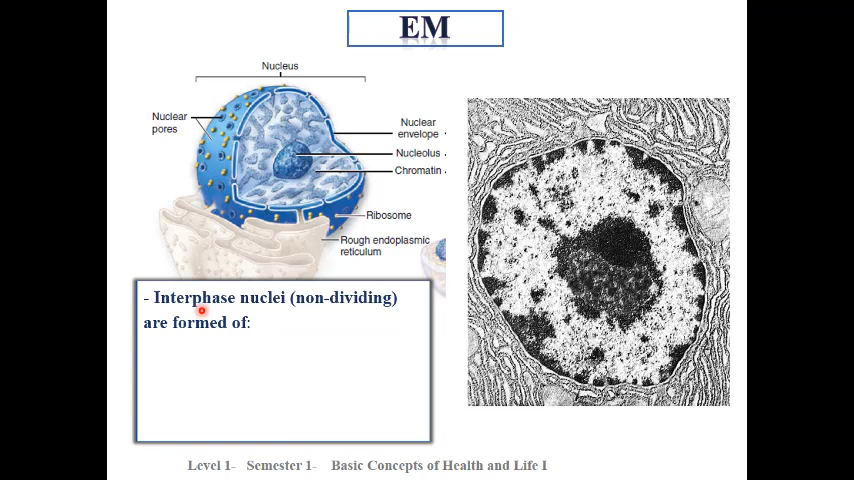 EM
Nucleus
Nuclear
pores
Nuclear
envelope
Nucleolus
Chromatin
Ribosome
Rough endoplasmic
reticulum
- Interphase nuclei (non-dividing)
are formed of:
Level 1- Semester 1- Basic Concepts of Health and Life I